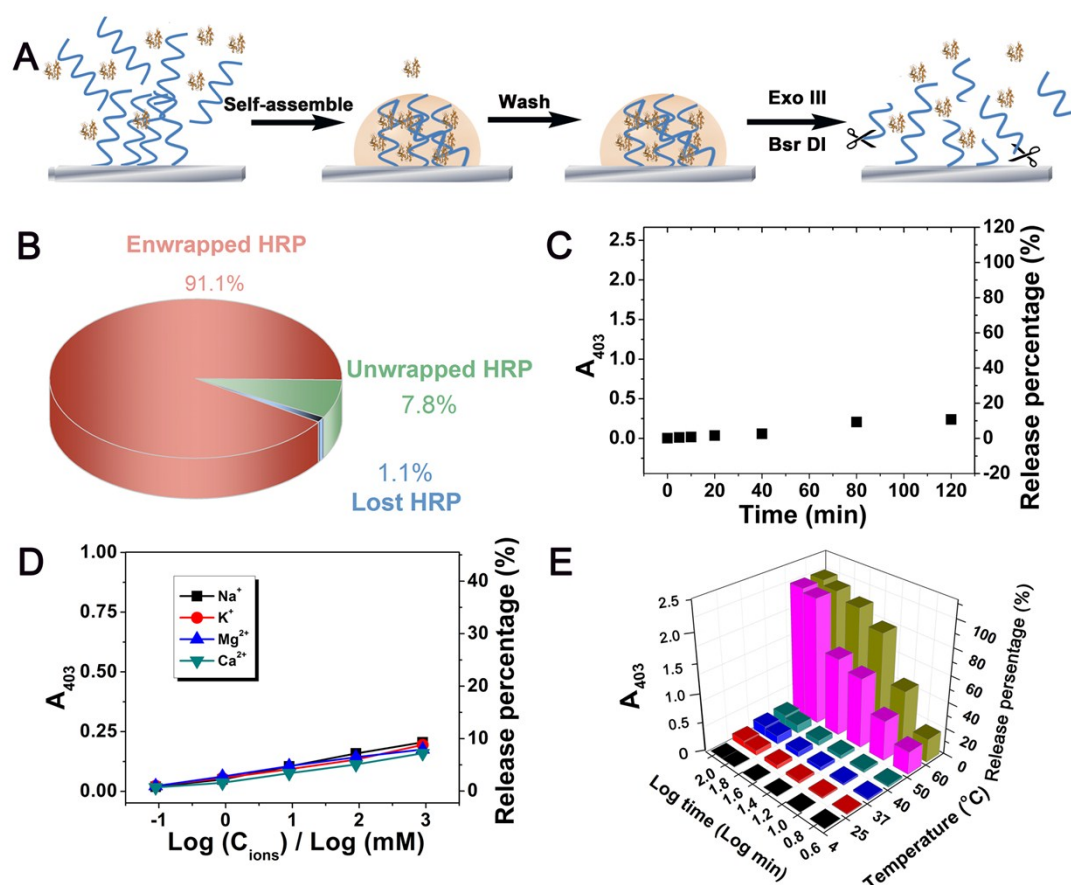 A
Self-assemble
Wash
Exo III
Bsr DI
B
Enwrapped HRP
91.1%
Unwrapped HRP
7.8%
1.1%
Lost HRP
C
2.5
2.0
1.5
1.0
0.5
0.0
A403
120
100
80
60
40
20
0
-20
Release percentage (%)
0 20 40 60 80 100 120
Time (min)
D
1.00
0.75
0.50
0.25
0.00
A403
Na+
K+
Mg2+
Ca2+
40
30
20
10
0
Release percentage (%)
-1 0 1 2 3
Log (Cions) / Log (mM)
E
2.5
2.0
1.5
1.0
0.5
0
A403
2.0
1.8
1.6
1.4
1.2
1.0
0.8
0.6
Log time (Log min)
4
25
37
40
50
60
Temperature (°C)
100
80
60
40
20
0
Release persentage (%)